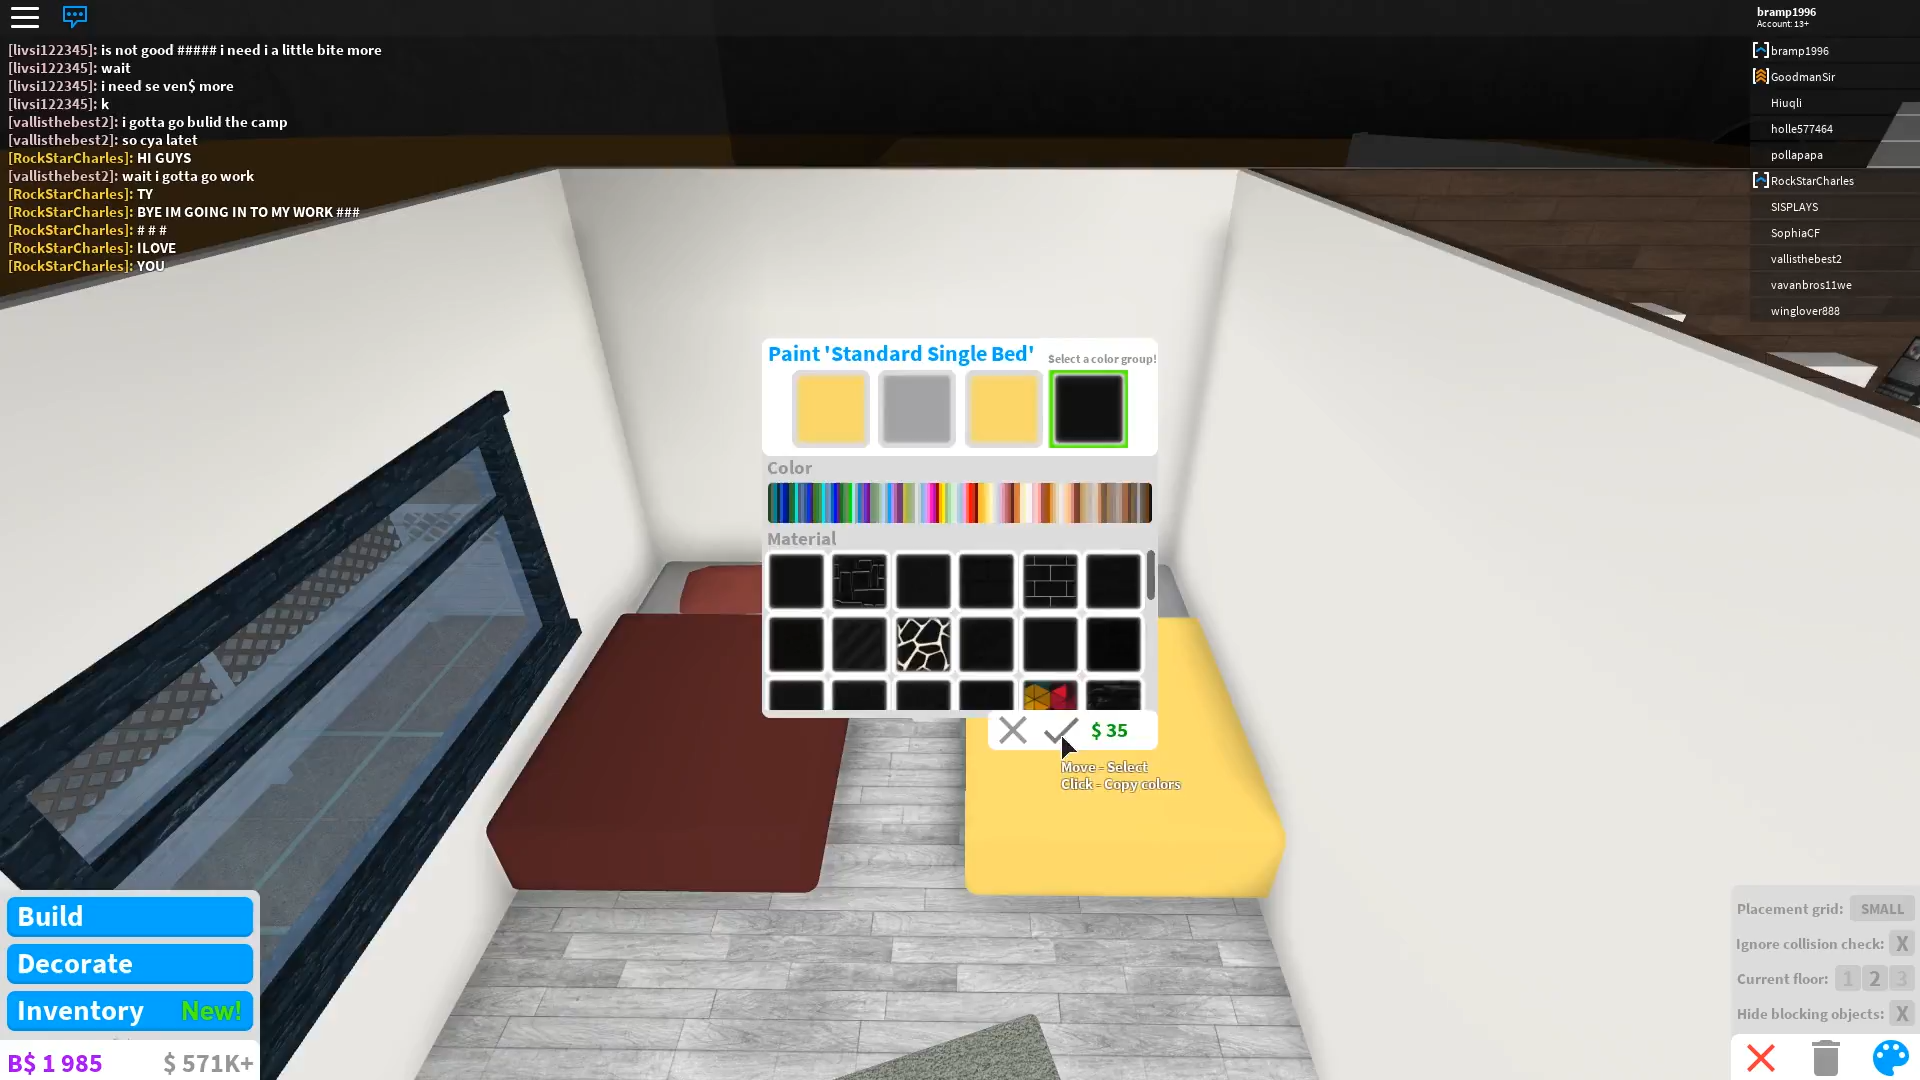 [livsi122345]: is not good ##### i need i a little bite more
[livsi122345]: wait
[livsi122345]: i need se ven$ more
[livsi122345]: k
[vallisthebest2]: i gotta go bulid the camp
[vallisthebest2]: so cya latet
[RockStarCharles]: HI GUYS
[vallisthebest2]: wait i gotta go work
[RockStarCharles]: TY
[RockStarCharles]: BYE IM GOING IN TO MY WORK ###
[RockStarCharles]: # # #
[RockStarCharles]: ILOVE
[RockStarCharles]: YOU
bramp1996
Account: 13+
bramp1996
GoodmanSir
Hiuqli
holle577464
pollapapa
RockStarCharles
SISPLAYS
SophiaCF
vallisthebest2
vavanbros11we
winglover888
Paint 'Standard Single Bed'
Select a color group!
Color
Material
$ 35
Move - Select
Click - Copy colors
Build
Decorate
Inventory New!
B$ 1 985 $ 571K+
Placement grid: SMALL
Ignore collision check: X
Current floor: 1 2 3
Hide blocking objects: X